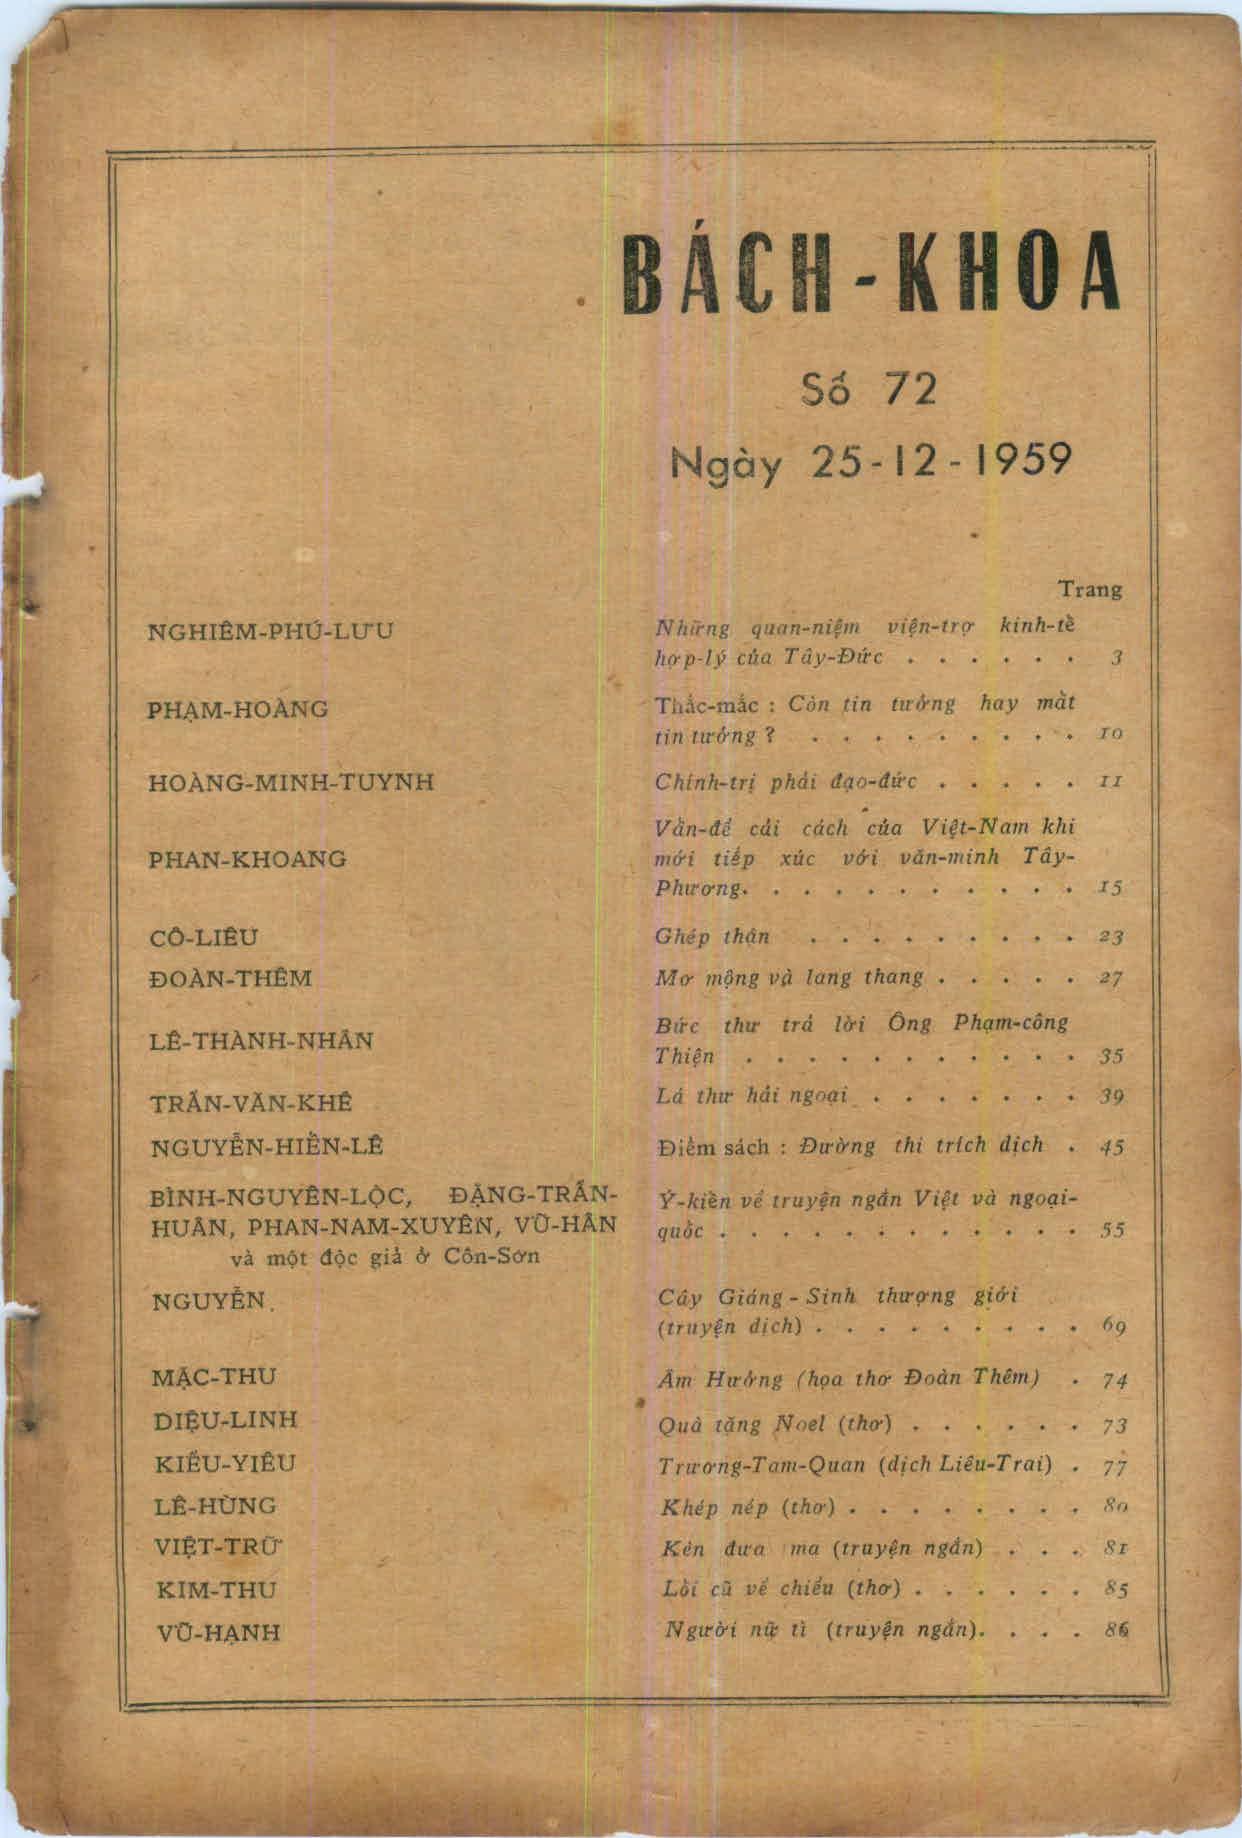 BÁCH-KHOA
Số 72
Ngày 25-12-1959
Trang
NGHIÊM-PHÚ-LƯU Những quan-niệm viện-trợ kinh-tế
hợp-lý của Tây-Đức . . . . . . 3
PHẠM-HOÀNG Thắc-mắc : Còn tin tưởng hay mất
tin tưởng ? . . . . . . . . . 10
HOÀNG-MINH-TUYNH Chính-trị phải đạo-đức . . . . . 11
Vấn-đề cải cách của Việt-Nam khi
PHAN-KHOANG mới tiếp xúc với văn-minh Tây-
Phương. . . . . . . . . . . 15
CÔ-LIÊU Ghép thận . . . . . . . . . 23
ĐOÀN-THÊM Mơ mộng và lang thang . . . . . 27
Bức thư trả lời Ông Phạm-công
LÊ-THÀNH-NHÂN
Thiện . . . . . . . . . . . 35
TRẦN-VĂN-KHÊ Lá thư hải ngoại . . . . . . . 39
NGUYỄN-HIẾN-LÊ Điểm sách : Đường thi trích dịch . 45
BÌNH-NGUYÊN-LỘC, ĐẶNG-TRẦN- Ý-kiến về truyện ngắn Việt và ngoại-
HUÂN, PHAN-NAM-XUYÊN, VŨ-HÂN quốc . . . . . . . . . . . . 55
và một độc giả ở Côn-Sơn
NGUYỄN. Cây Giáng - Sinh thượng giới
(truyện dịch) . . . . . . . . . 69
MẶC-THU Âm Hưởng (họa thơ Đoàn Thêm) . 74
DIỆU-LINH Quà tặng Noel (thơ) . . . . . . 73
KIỀU-YIÊU Trương-Tam-Quan (dịch Liêu-Trai) . 77
LÊ-HÙNG Khép nép (thơ) . . . . . . . . 80
VIỆT-TRỮ Kèn đưa ma (truyện ngắn) . . . 81
KIM-THU Lối cũ về chiều (thơ) . . . . . . 85
VŨ-HẠNH Người nữ tì (truyện ngắn). . . . 86